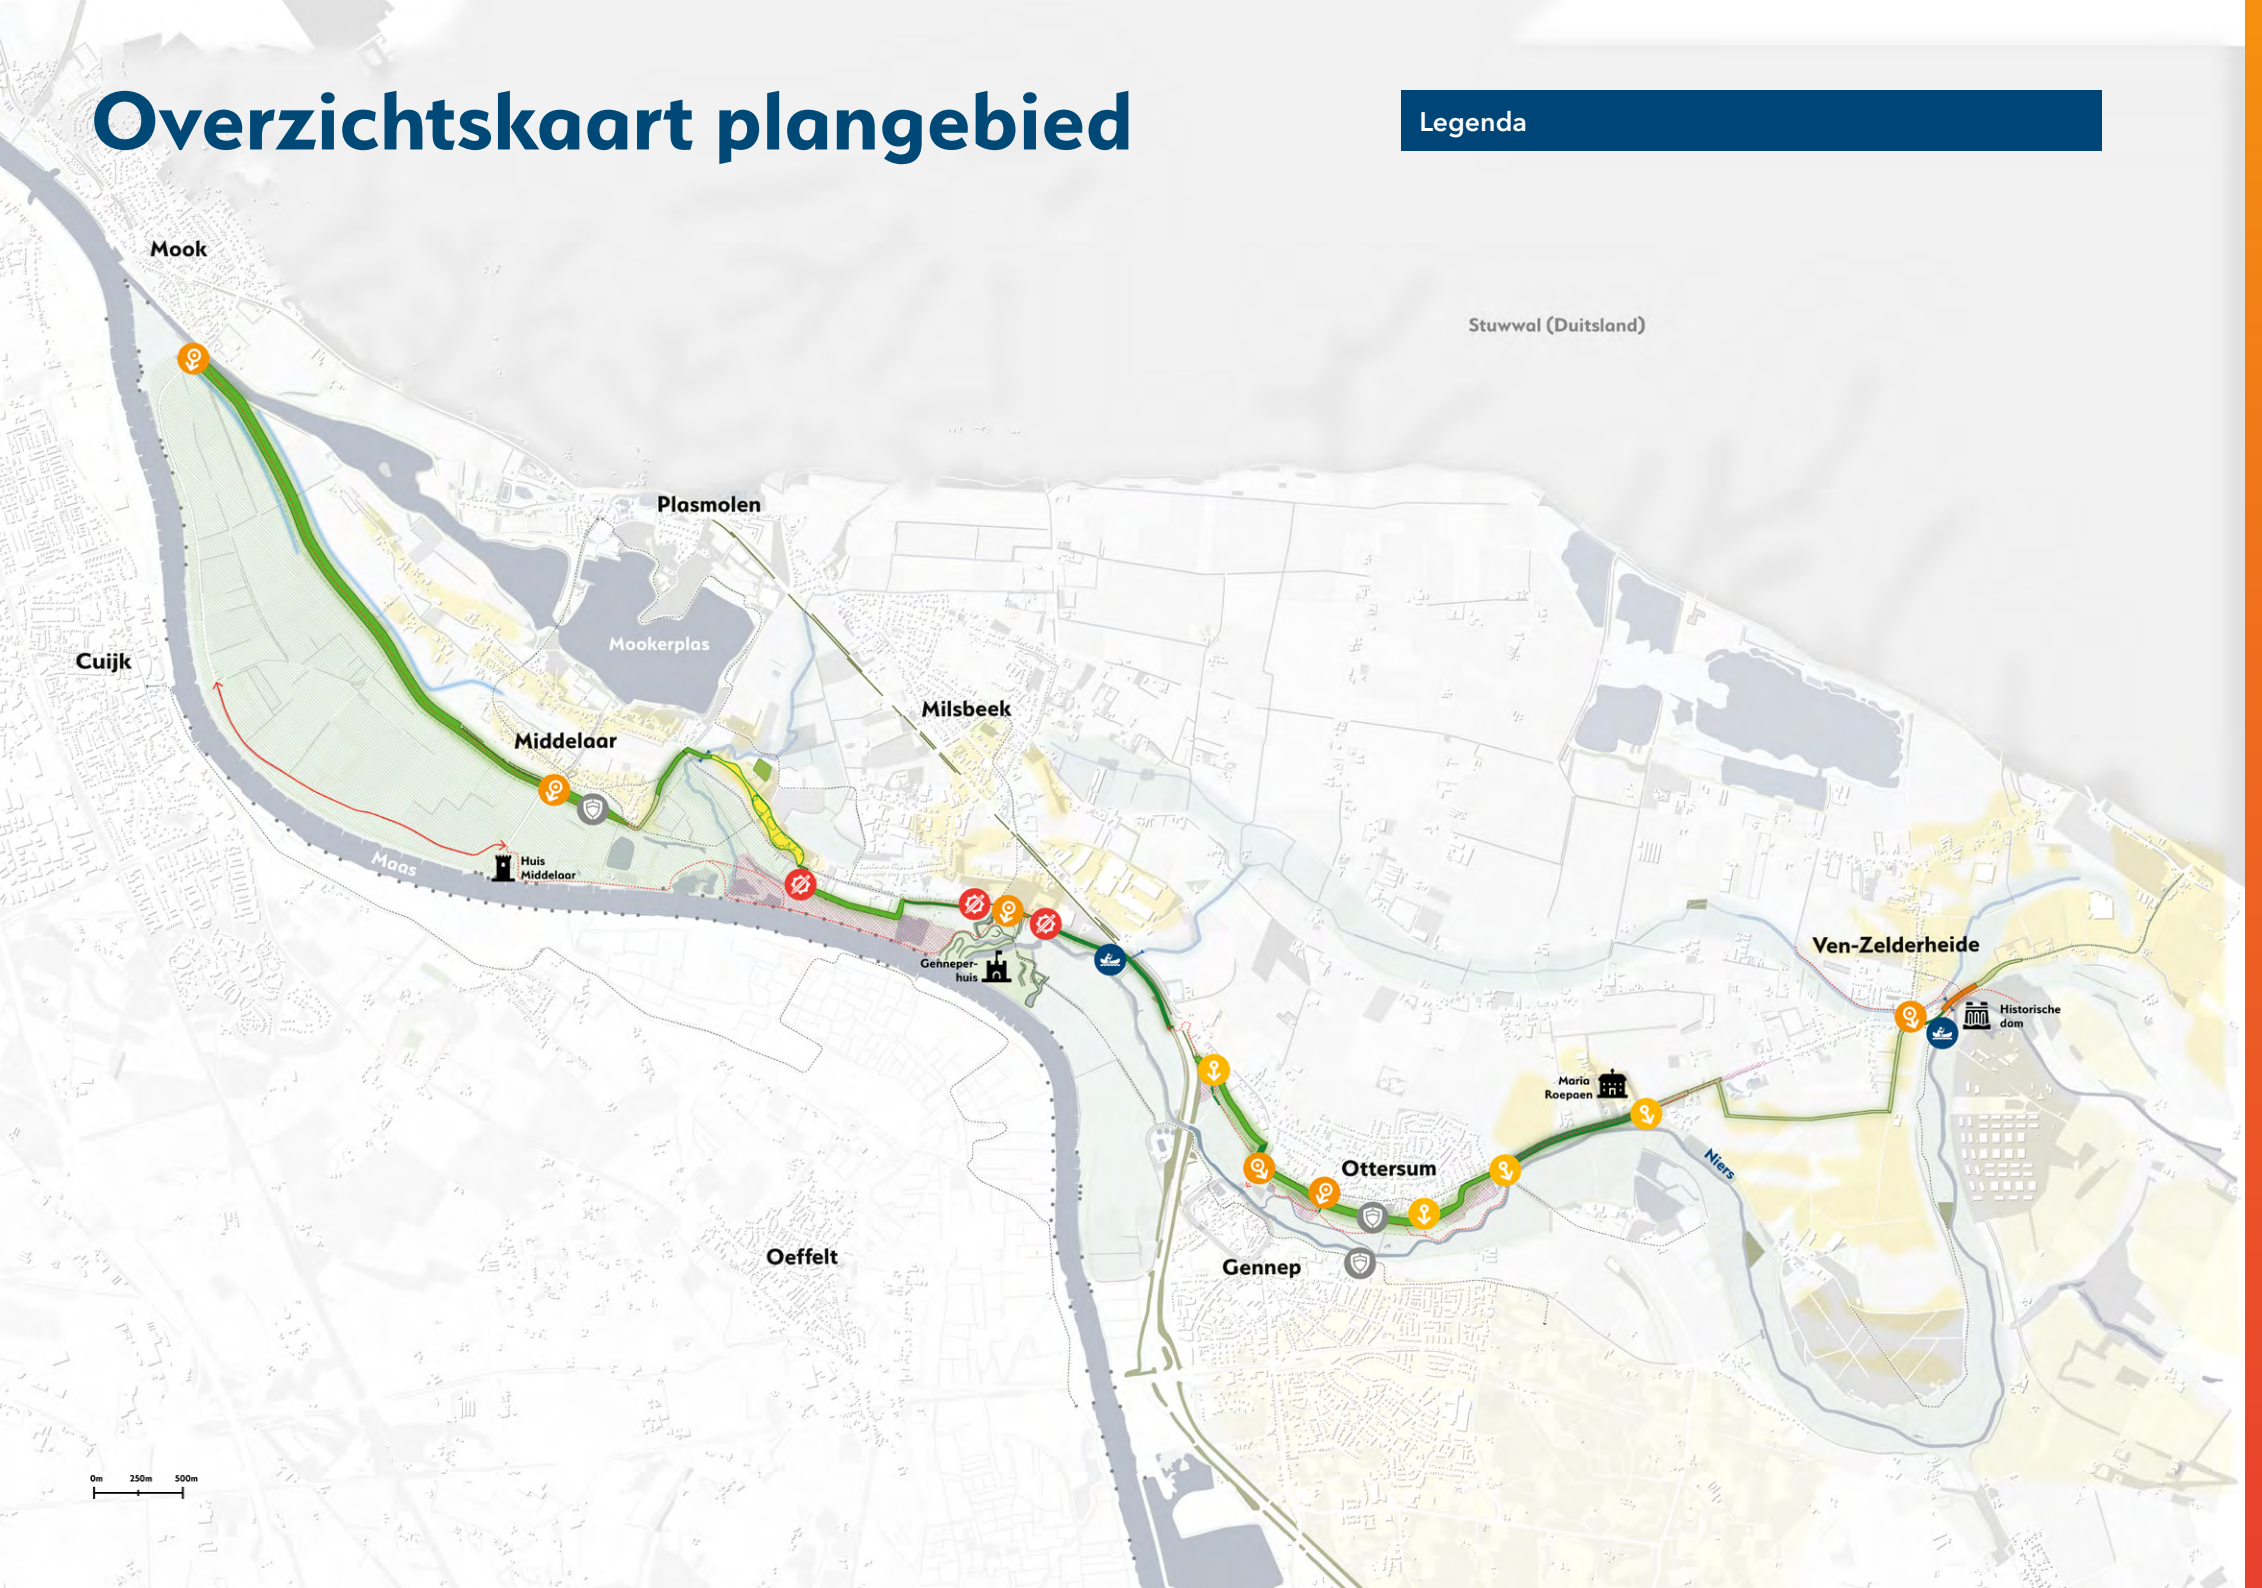 Overzichtskaart plangebied
Legenda
Mook
Stuwwal (Duitsland)
Plasmolen
Mookerplas
Cuijk
Milsbeek
Middelaar
Maas
Huis
Middelaar
Genneper-
huis
Ven-Zelderheide
Historische
dam
Maria
Roepaen
Niers
Ottersum
Gennep
Oeffelt
0m 250m 500m